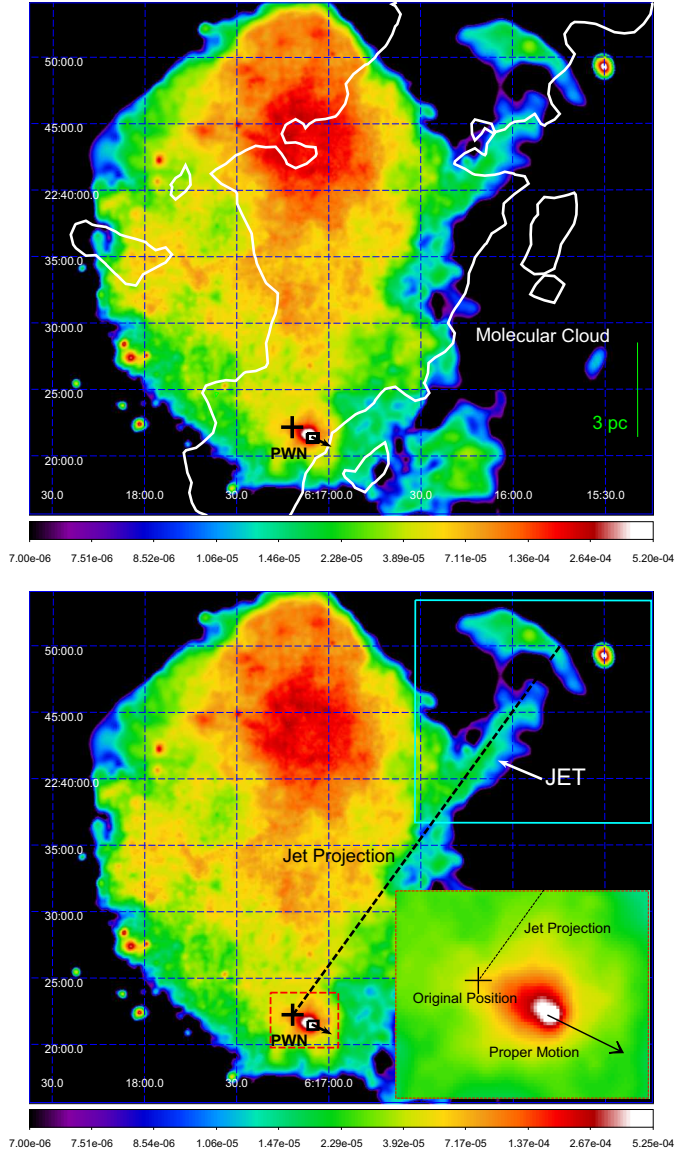 50:00.0
45:00.0
22:40:00.0
35:00.0
30:00.0
Molecular Cloud
25:00.0
3 pc
PWN
20:00.0
30.0 18:00.0 30.0 6:17:00.0 30.0 16:00.0 15:30.0
7.00e-06 7.51e-06 8.52e-06 1.06e-05 1.46e-05 2.28e-05 3.89e-05 7.11e-05 1.36e-04 2.64e-04 5.20e-04
50:00.0
45:00.0
22:40:00.0
JET
35:00.0
Jet Projection
30:00.0
Jet Projection
25:00.0
Original Position
PWN
Proper Motion
20:00.0
30.0 18:00.0 30.0 6:17:00.0
7.00e-06 7.51e-06 8.54e-06 1.06e-05 1.47e-05 2.29e-05 3.92e-05 7.17e-05 1.37e-04 2.67e-04 5.25e-04